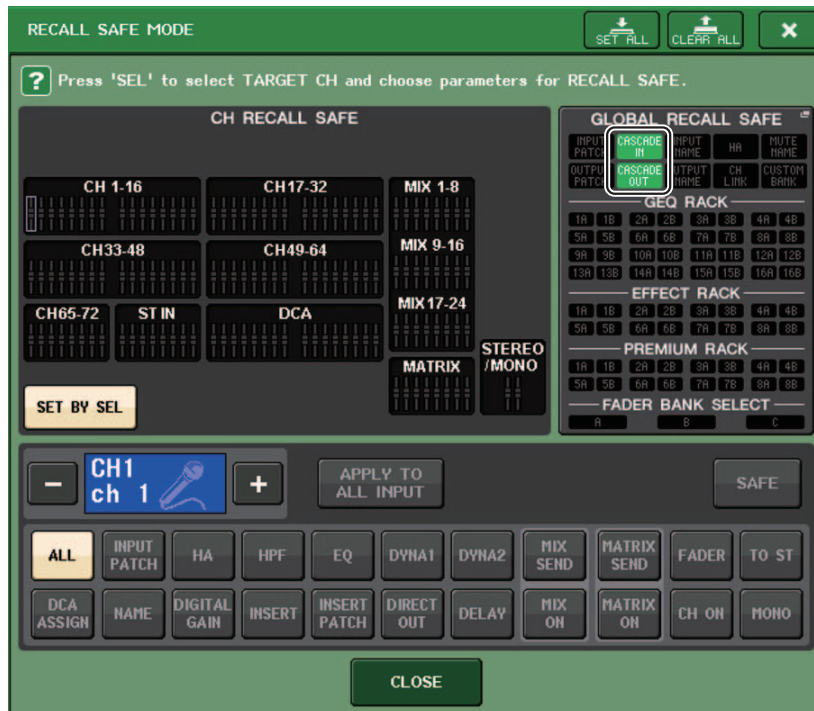 RECALL SAFE MODE
SET ALL
CLEAR ALL
? Press 'SEL' to select TARGET CH and choose parameters for RECALL SAFE.
CH RECALL SAFE
CH 1-16
CH17-32
MIX 1-8
CH33-48
CH49-64
MIX 9-16
CH65-72
ST IN
DCA
MIX17-24
MATRIX
STEREO
/MONO
SET BY SEL
GLOBAL RECALL SAFE
INPUT PATCH
CASCADE IN
INPUT NAME
HA
MUTE NAME
OUTPUT PATCH
CASCADE OUT
OUTPUT NAME
CH LINK
CUSTOM BANK
GEQ RACK
1A 1B 2A 2B 3A 3B 4A 4B
5A 5B 6A 6B 7A 7B 8A 8B
9A 9B 10A 10B 11A 11B 12A 12B
13A 13B 14A 14B 15A 15B 16A 16B
EFFECT RACK
1A 1B 2A 2B 3A 3B 4A 4B
5A 5B 6A 6B 7A 7B 8A 8B
PREMIUM RACK
1A 1B 2A 2B 3A 3B 4A 4B
5A 5B 6A 6B 7A 7B 8A 8B
FADER BANK SELECT
A B C
−
CH1
ch 1
+
APPLY TO
ALL INPUT
SAFE
ALL
INPUT PATCH
HA
HPF
EQ
DYNA1
DYNA2
MIX SEND
MATRIX SEND
FADER
TO ST
DCA ASSIGN
NAME
DIGITAL GAIN
INSERT
INSERT PATCH
DIRECT OUT
DELAY
MIX ON
MATRIX ON
CH ON
MONO
CLOSE